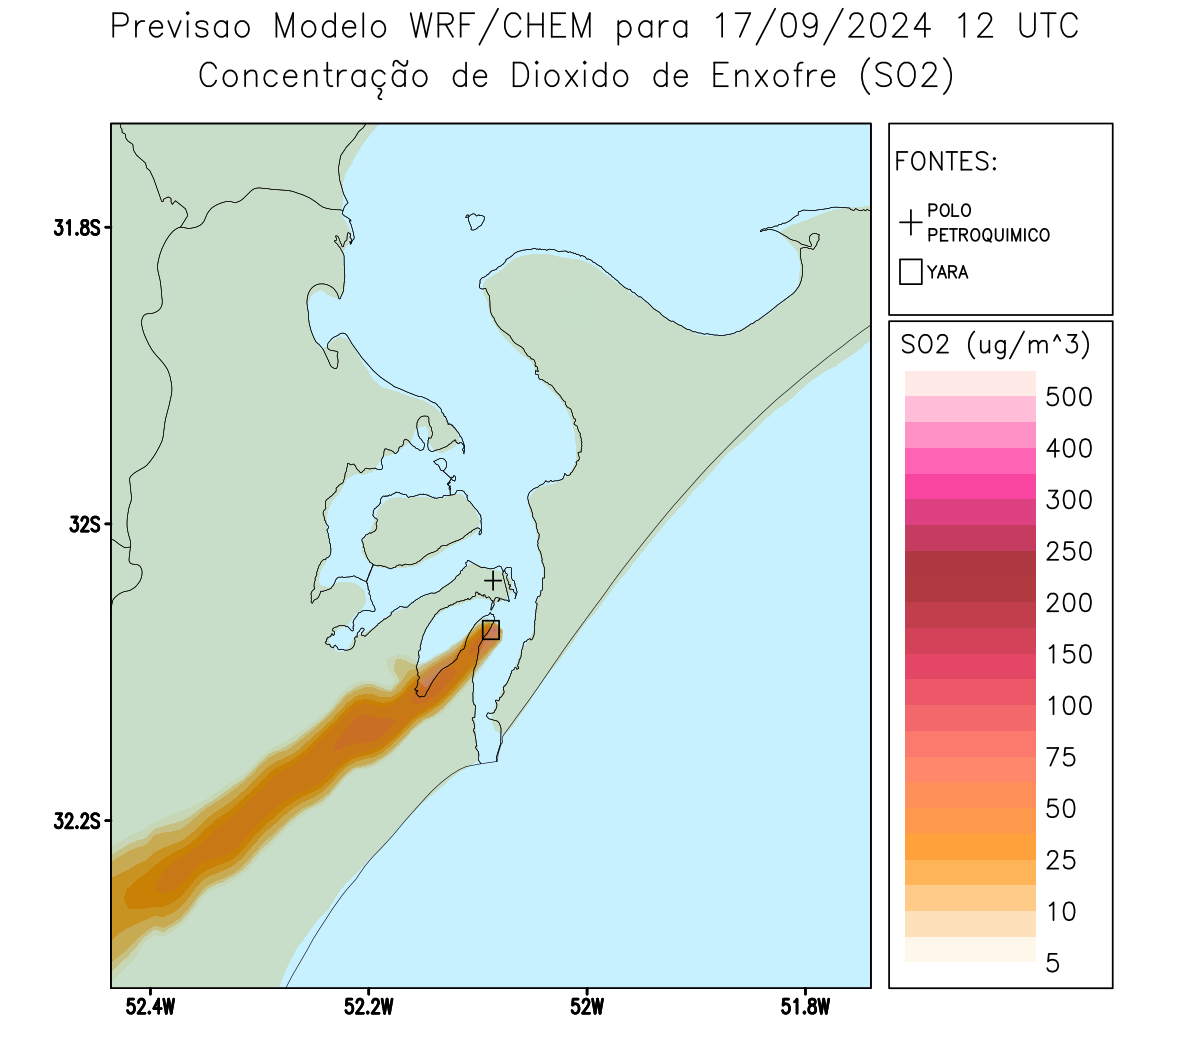 Previsao Modelo WRF/CHEM para 17/09/2024 12 UTC
Concentração de Dioxido de Enxofre (SO2)
FONTES:
POLO
PETROQUIMICO
YARA
SO2 (ug/m^3)
500
400
300
250
200
150
100
75
50
25
10
5
31.8S
32S
32.2S
52.4W
52.2W
52W
51.8W